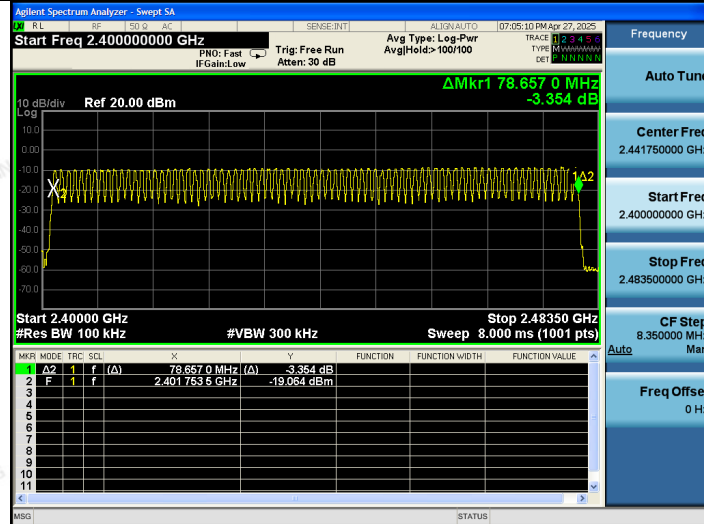 Agilent Spectrum Analyzer - Swept SA
LXI RL RF 50 Ω AC SENSE:INT ALIGNAUTO 07:05:10 PM Apr 27, 2025
Start Freq 2.400000000 GHz
PNO: Fast
IFGain:Low
Trig: Free Run
Atten: 30 dB
Avg Type: Log-Pwr
Avg|Hold:>100/100
TRACE 1 2 3 4 5 6
TYPE M
DET P N N N N N
ΔMkr1 78.657 0 MHz
-3.354 dB
10 dB/div Ref 20.00 dBm
Log
10.0
0.00
-10.0
-20.0
-30.0
-40.0
-50.0
-60.0
-70.0
2
1Δ2
Start 2.40000 GHz Stop 2.48350 GHz
#Res BW 100 kHz #VBW 300 kHz Sweep 8.000 ms (1001 pts)
MKR MODE TRC SCL X Y FUNCTION FUNCTION WIDTH FUNCTION VALUE
1 Δ2 1 f (Δ) 78.657 0 MHz (Δ) -3.354 dB
2 F 1 f 2.401 753 5 GHz -19.064 dBm
3
4
5
6
7
8
9
10
11
MSG STATUS
Frequency
Auto Tune
Center Freq
2.441750000 GHz
Start Freq
2.400000000 GHz
Stop Freq
2.483500000 GHz
CF Step
8.350000 MHz
Auto Man
Freq Offset
0 Hz